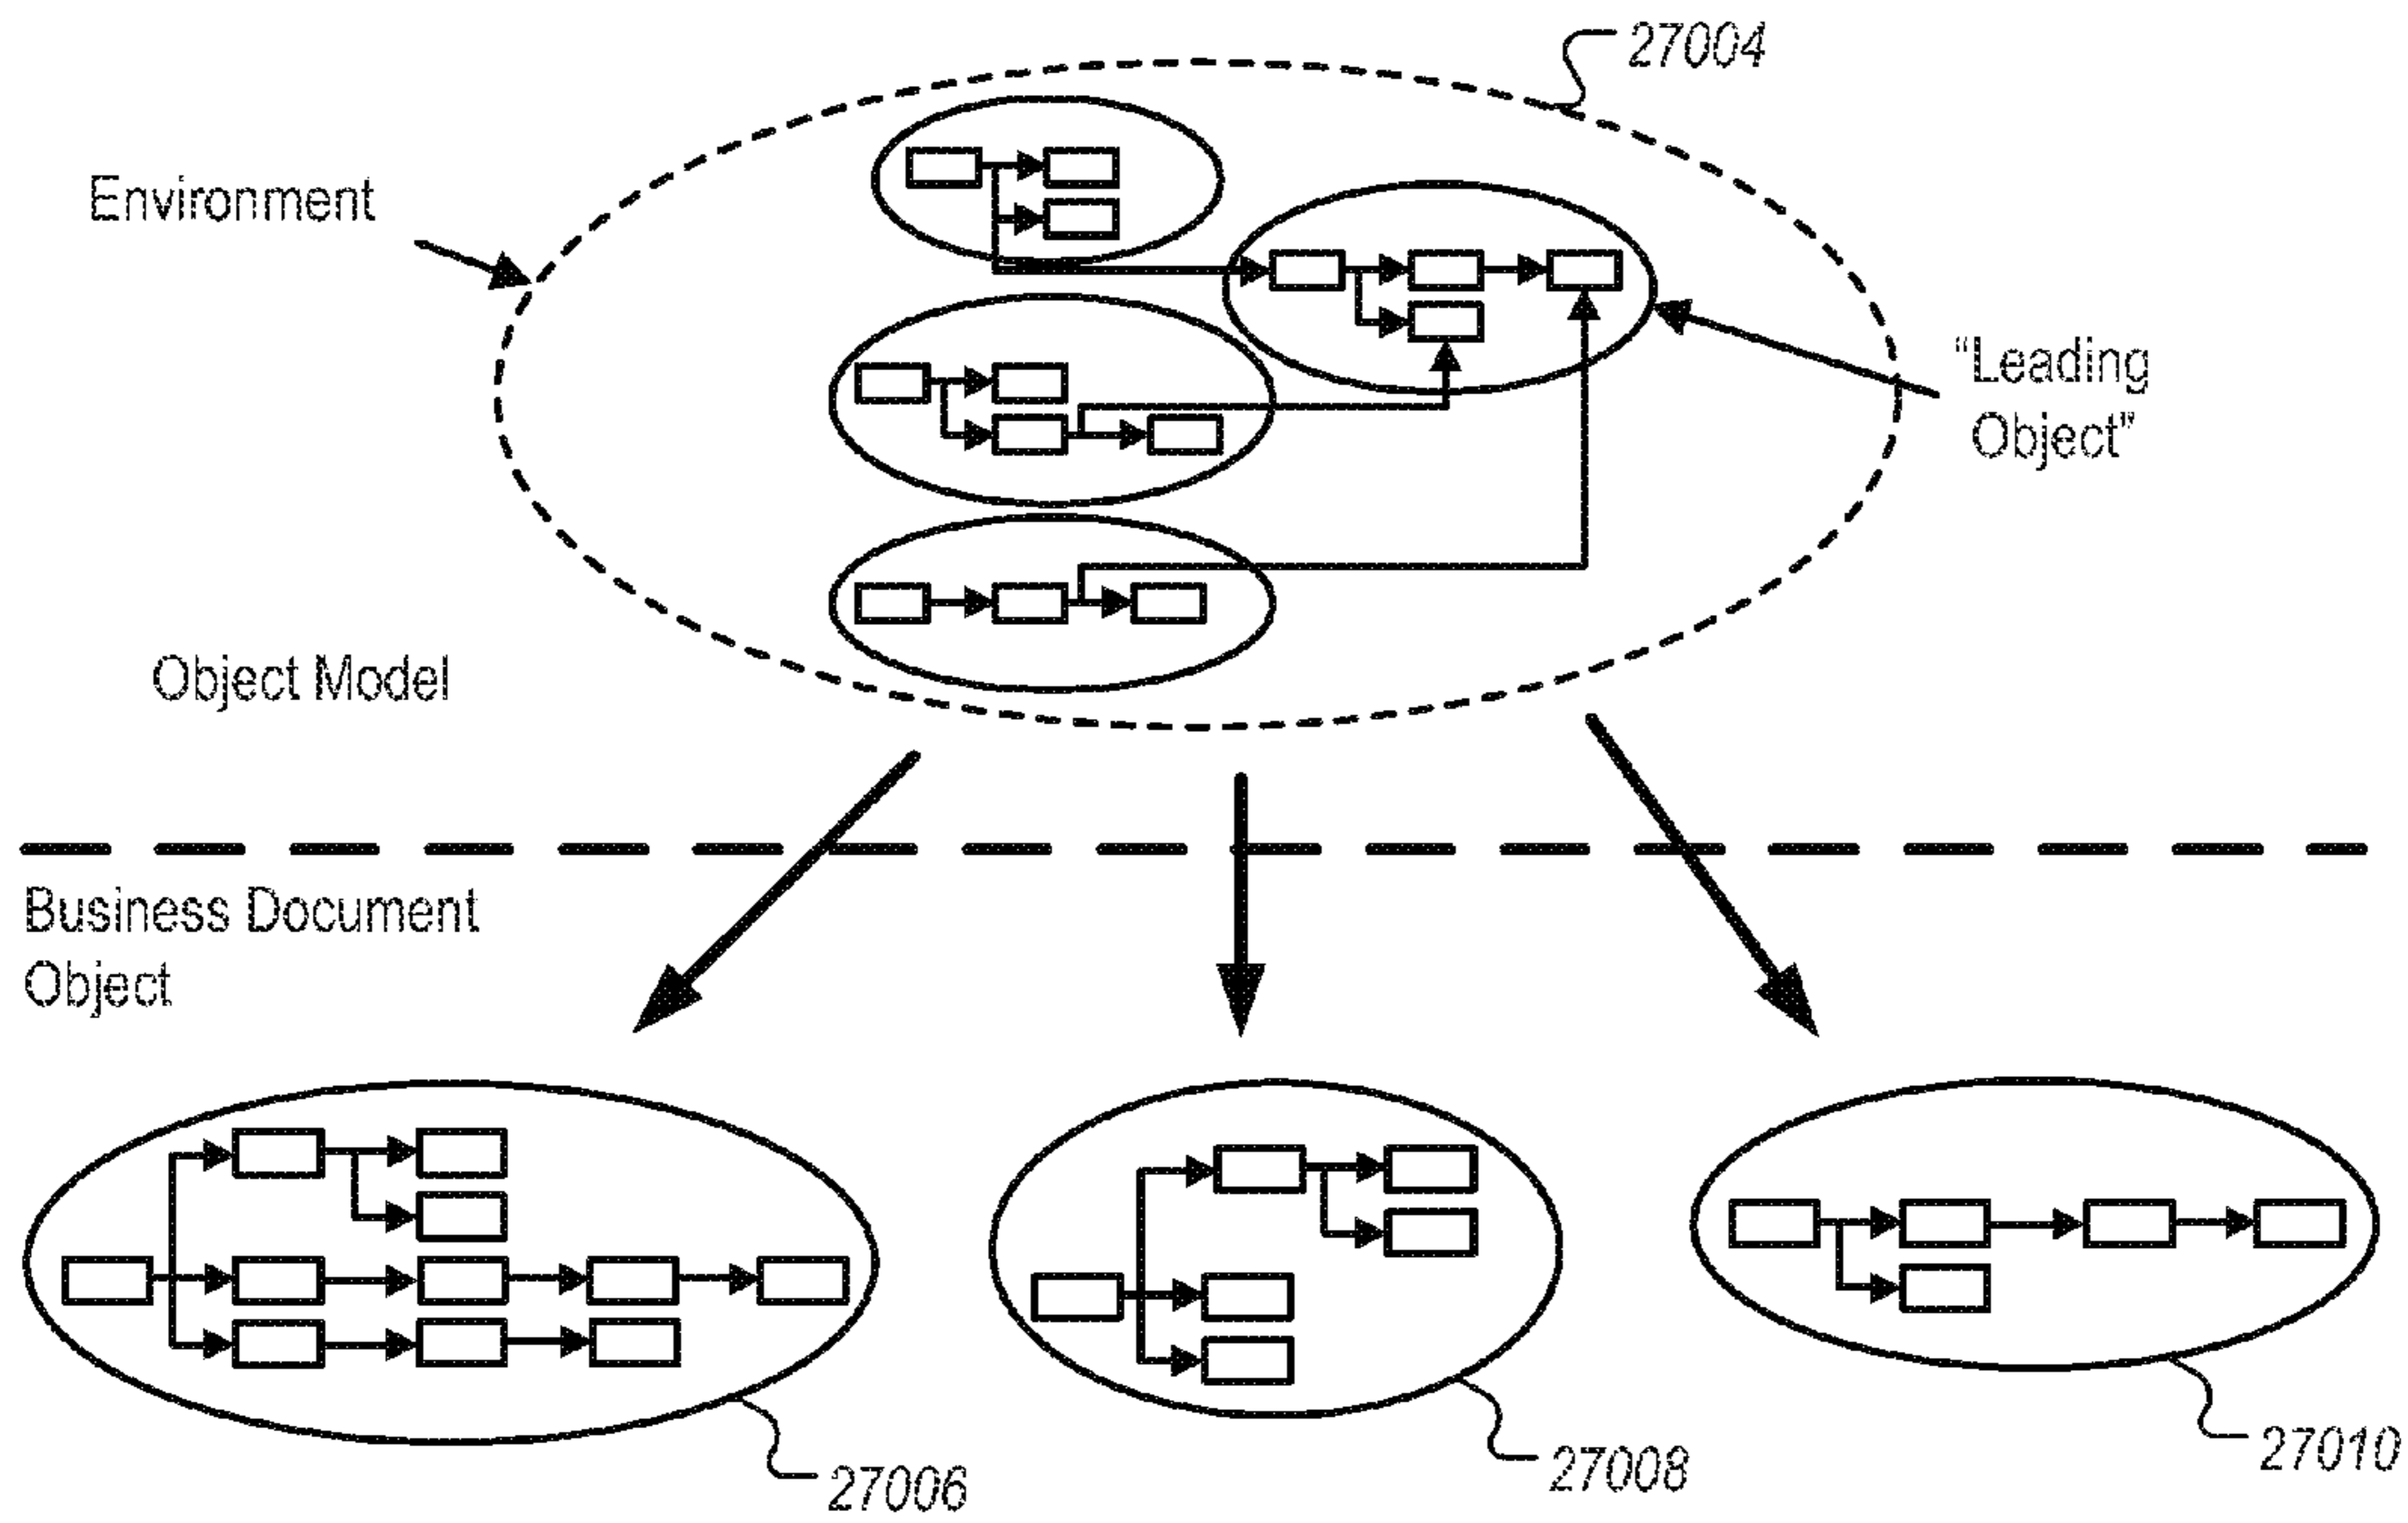 27004
Environment
“Leading
Object”
Object Model
Business Document
Object
27006
27008
27010